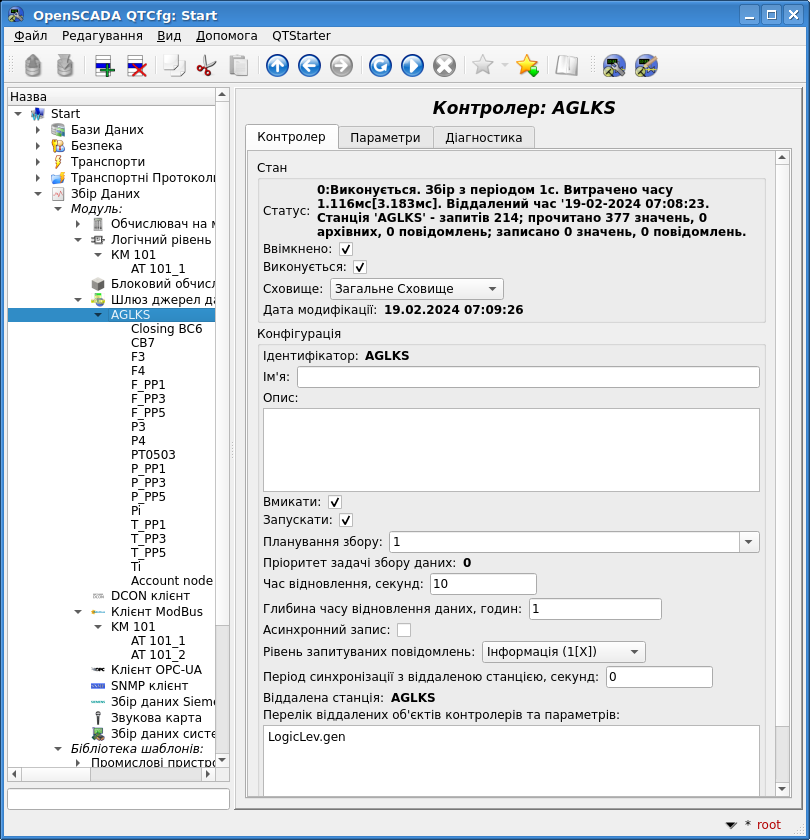 OpenSCADA QTCfg: Start
Файл Редагування Вид Допомога QTStarter
Назва
Start
Бази Даних
Безпека
Транспорти
Транспортні Протокол
Збір Даних
Модуль:
Обчислювач на м
Логічний рівень
КМ 101
АТ 101_1
Блоковий обчисл
Шлюз джерел да
AGLKS
Closing BC6
CB7
F3
F4
F_PP1
F_PP3
F_PP5
P3
P4
PT0503
P_PP1
P_PP3
P_PP5
Pi
T_PP1
T_PP3
T_PP5
Ti
Account node
DCON клієнт
Клієнт ModBus
КМ 101
АТ 101_1
АТ 101_2
Клієнт OPC-UA
SNMP клієнт
Збір даних Sieme
Звукова карта
Збір даних систе
Бібліотека шаблонів:
Промислові пристро
Контролер: AGLKS
Контролер Параметри Діагностика
Стан
Статус:
0:Виконується. Збір з періодом 1с. Витрачено часу
1.116мс[3.183мс]. Віддалений час '19-02-2024 07:08:23.
Станція 'AGLKS' - запитів 214; прочитано 377 значень, 0
архівних, 0 повідомлень; записано 0 значень, 0 повідомлень.
Ввімкнено:
Виконується:
Сховище: Загальне Сховище
Дата модифікації: 19.02.2024 07:09:26
Конфігурація
Ідентифікатор: AGLKS
Ім'я:
Опис:
Вмикати:
Запускати:
Планування збору: 1
Пріоритет задачі збору даних: 0
Час відновлення, секунд: 10
Глибина часу відновлення даних, годин: 1
Асинхронний запис:
Рівень запитуваних повідомлень: Інформація (1[X])
Період синхронізації з віддаленою станцією, секунд: 0
Віддалена станція: AGLKS
Перелік віддалених об'єктів контролерів та параметрів:
LogicLev.gen
* root